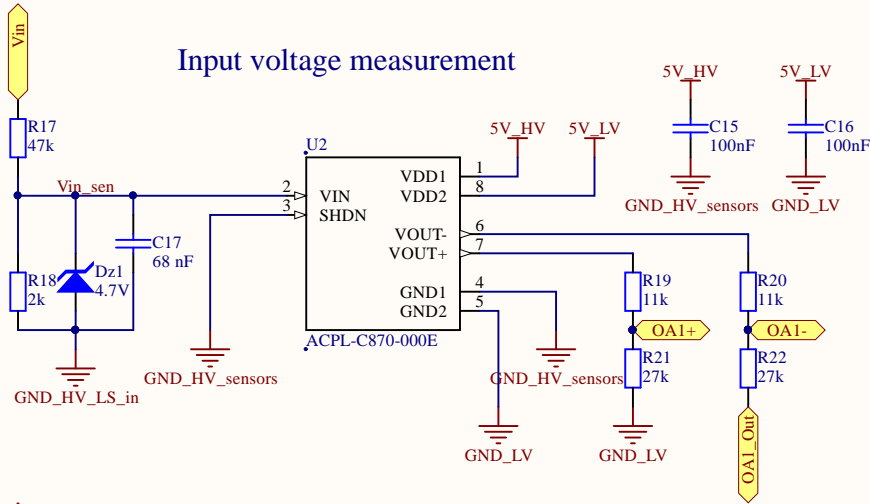 Vin
Input voltage measurement
5V_HV
5V_LV
R17
47k
C15
100nF
C16
100nF
GND_HV_sensors
GND_LV
5V_HV
5V_LV
U2
Vin_sen
2
VIN
3
SHDN
VDD1
1
VDD2
8
VOUT-
6
VOUT+
7
GND1
4
GND2
5
ACPL-C870-000E
C17
68 nF
R18
2k
Dz1
4.7V
R19
11k
R20
11k
OA1+
OA1-
R21
27k
R22
27k
GND_HV_LS_in
GND_HV_sensors
GND_HV_sensors
GND_LV
GND_LV
OA1_Out